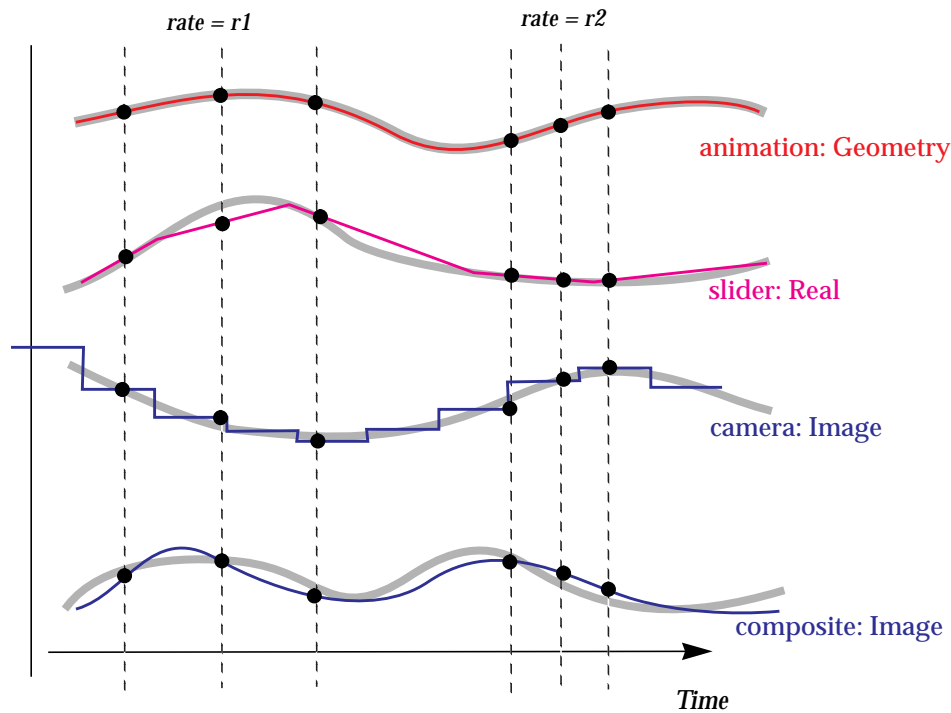 rate = r1
rate = r2
animation: Geometry
slider: Real
camera: Image
composite: Image
Time